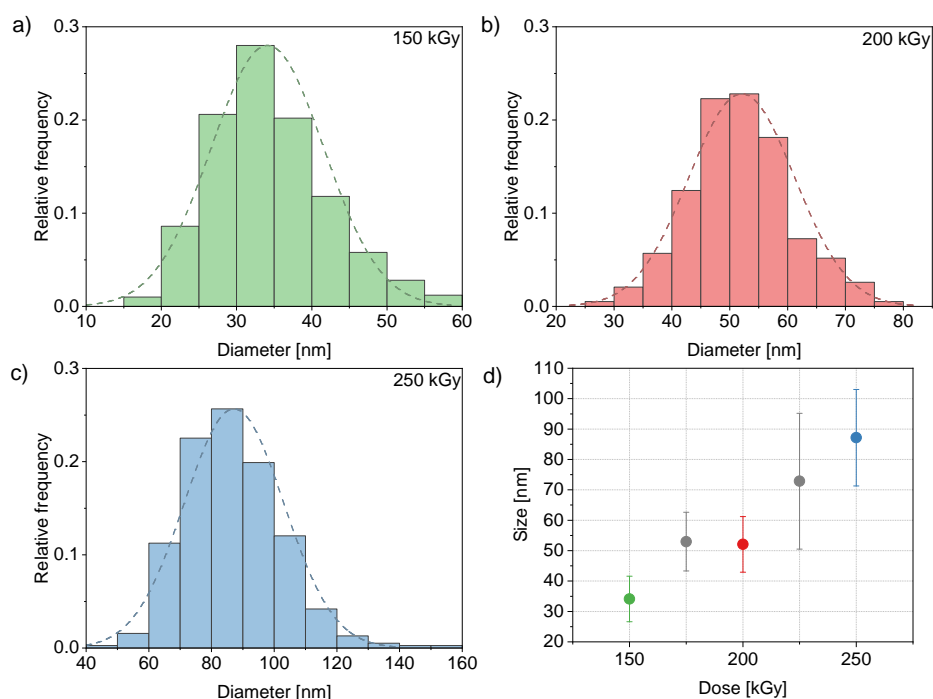 a)
150 kGy
0.3
0.2
0.1
0.0
Relative frequency
10 20 30 40 50 60
Diameter [nm]
b)
200 kGy
0.3
0.2
0.1
0.0
Relative frequency
20 30 40 50 60 70 80
Diameter [nm]
c)
250 kGy
0.3
0.2
0.1
0.0
Relative frequency
40 60 80 100 120 140 160
Diameter [nm]
d)
110
100
90
80
70
60
50
40
30
20
Size [nm]
150 200 250
Dose [kGy]